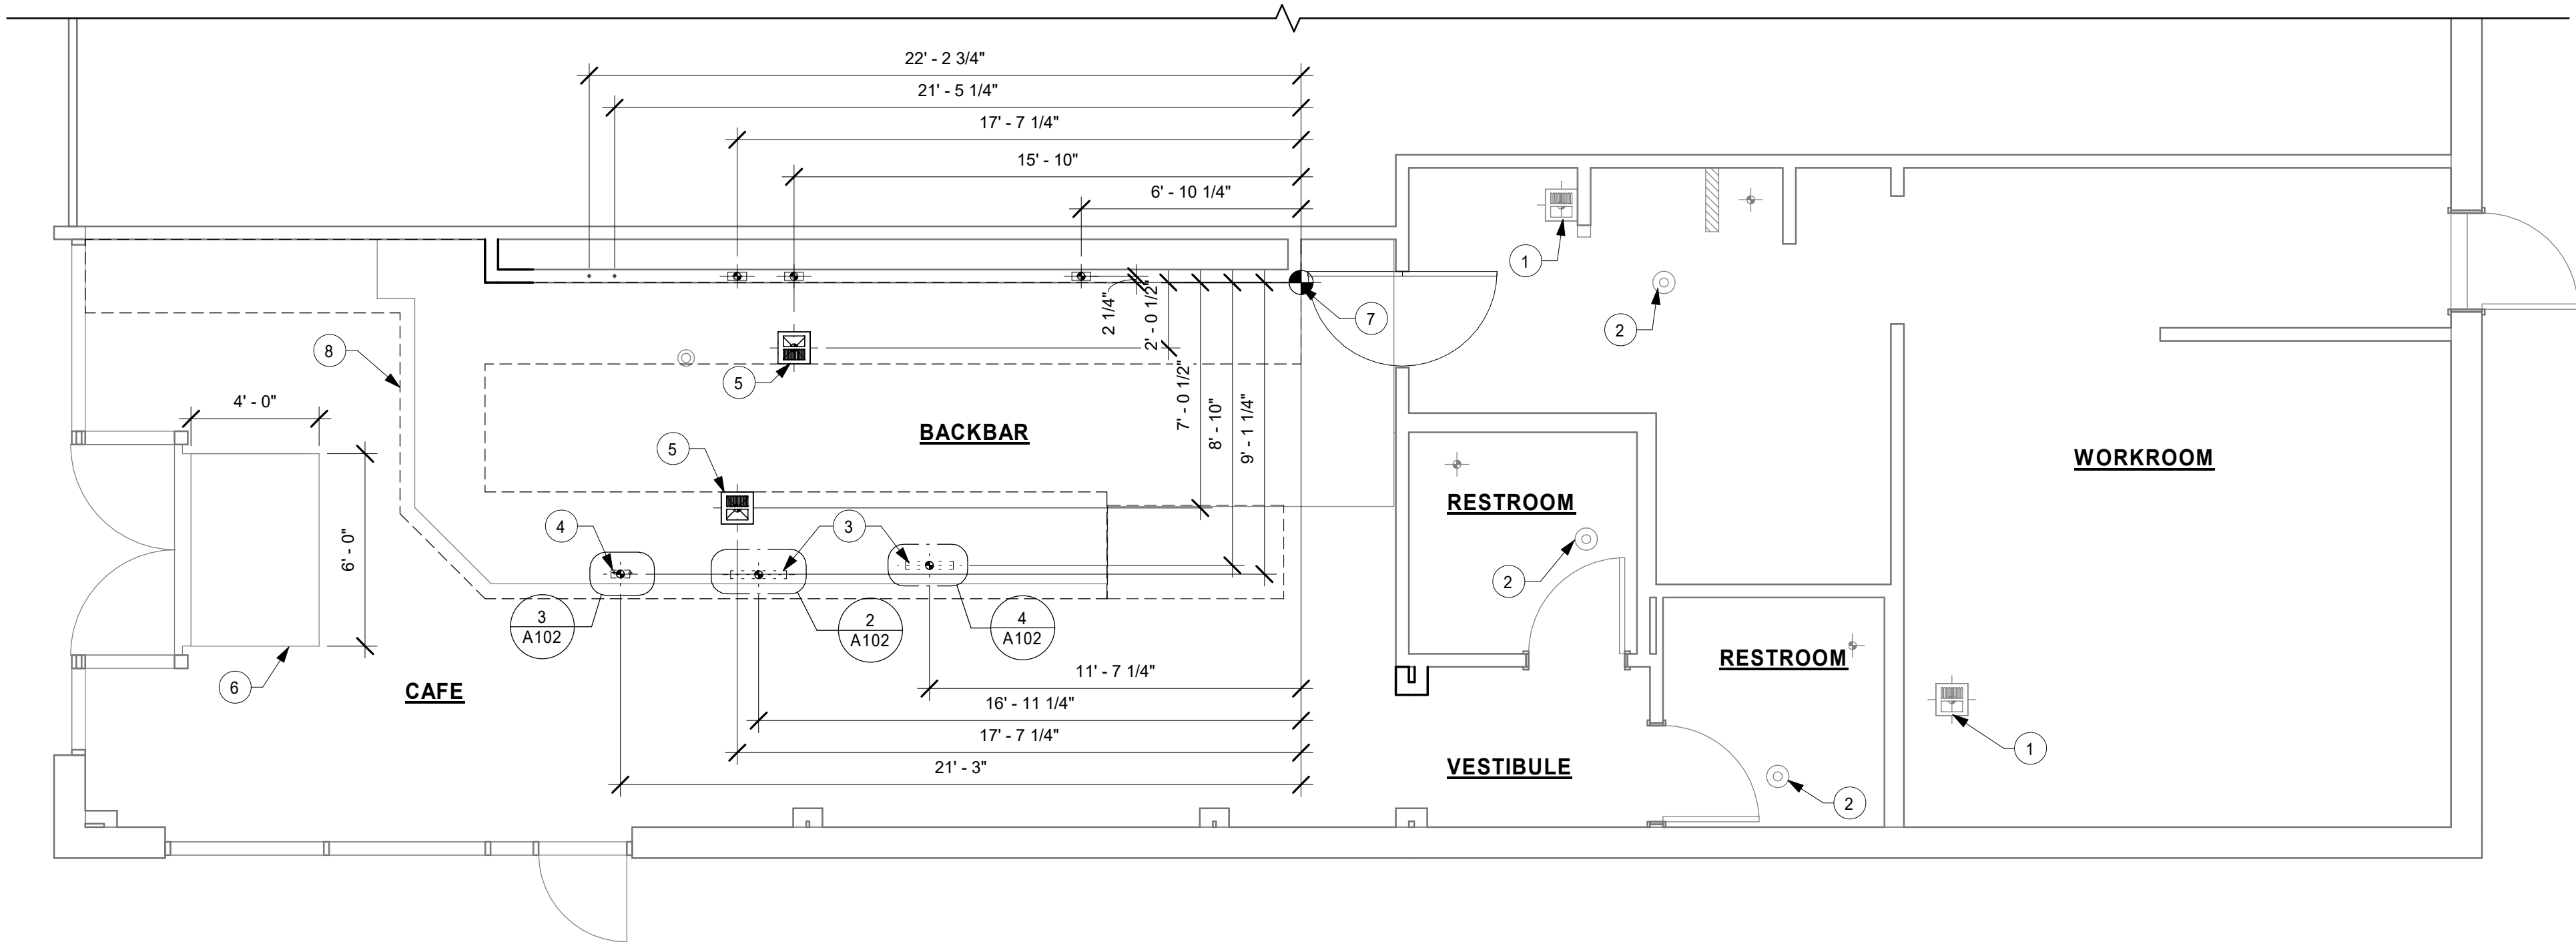 22' - 2 3/4"
21' - 5 1/4"
17' - 7 1/4"
15' - 10"
6' - 10 1/4"
1
2
7
8
2 1/4"
2' - 0 1/2"
5
4' - 0"
7' - 0 1/2"
8' - 10"
9' - 1 1/4"
BACKBAR
5
WORKROOM
RESTROOM
4
3
6' - 0"
2
3
A102
2
A102
4
A102
RESTROOM
11' - 7 1/4"
6
CAFE
16' - 11 1/4"
17' - 7 1/4"
1
21' - 3"
VESTIBULE
2